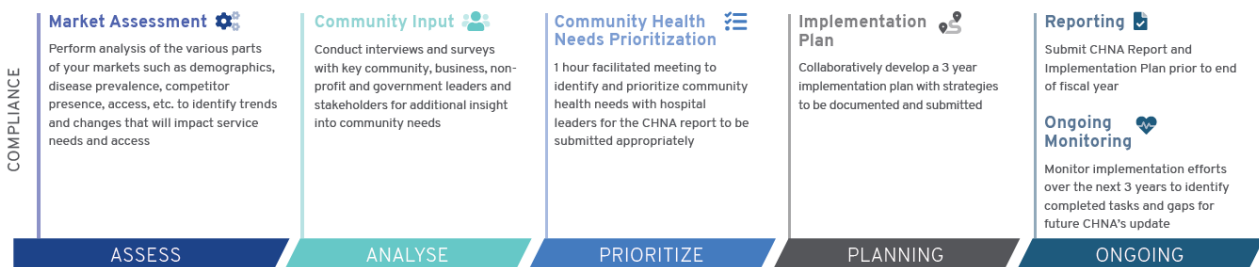 COMPLIANCE
Market Assessment
Perform analysis of the various parts
of your markets such as demographics,
disease prevalence, competitor
presence, access, etc. to identify trends
and changes that will impact service
needs and access
ASSESS
Community Input
Conduct interviews and surveys
with key community, business, non-
profit and government leaders and
stakeholders for additional insight
into community needs
ANALYSE
Community Health
Needs Prioritization
1 hour facilitated meeting to
identify and prioritize community
health needs with hospital
leaders for the CHNA report to be
submitted appropriately
PRIORITIZE
Implementation
Plan
Collaboratively develop a 3 year
implementation plan with strategies
to be documented and submitted
PLANNING
Reporting
Submit CHNA Report and
Implementation Plan prior to end
of fiscal year
Ongoing
Monitoring
Monitor implementation efforts
over the next 3 years to identify
completed tasks and gaps for
future CHNA's update
ONGOING